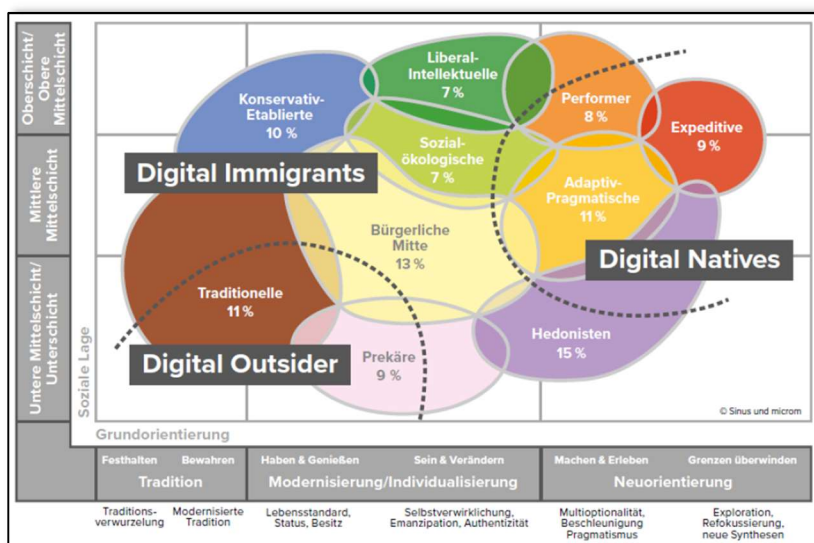 Oberschicht/
Obere
Mittelschicht
Mittlere
Mittelschicht
Untere Mittelschicht/
Unterschicht
Soziale Lage
Konservativ-
Etablierte
10 %
Liberal-
Intellektuelle
7 %
Performer
8 %
Expeditive
9 %
Sozial-
ökologische
7 %
Digital Immigrants
Adaptiv-
Pragmatische
11 %
Bürgerliche
Mitte
13 %
Digital Natives
Traditionelle
11 %
Digital Outsider
Prekäre
9 %
Hedonisten
15 %
© Sinus und microm
Grundorientierung
Festhalten
Bewahren
Haben & Genießen
Sein & Verändern
Machen & Erleben
Grenzen überwinden
Tradition
Modernisierung/Individualisierung
Neuorientierung
Traditions-
verwurzelung
Modernisierte
Tradition
Lebensstandard,
Status, Besitz
Selbstverwirklichung,
Emanzipation, Authentizität
Multioptionalität,
Beschleunigung
Pragmatismus
Exploration,
Refokussierung,
neue Synthesen